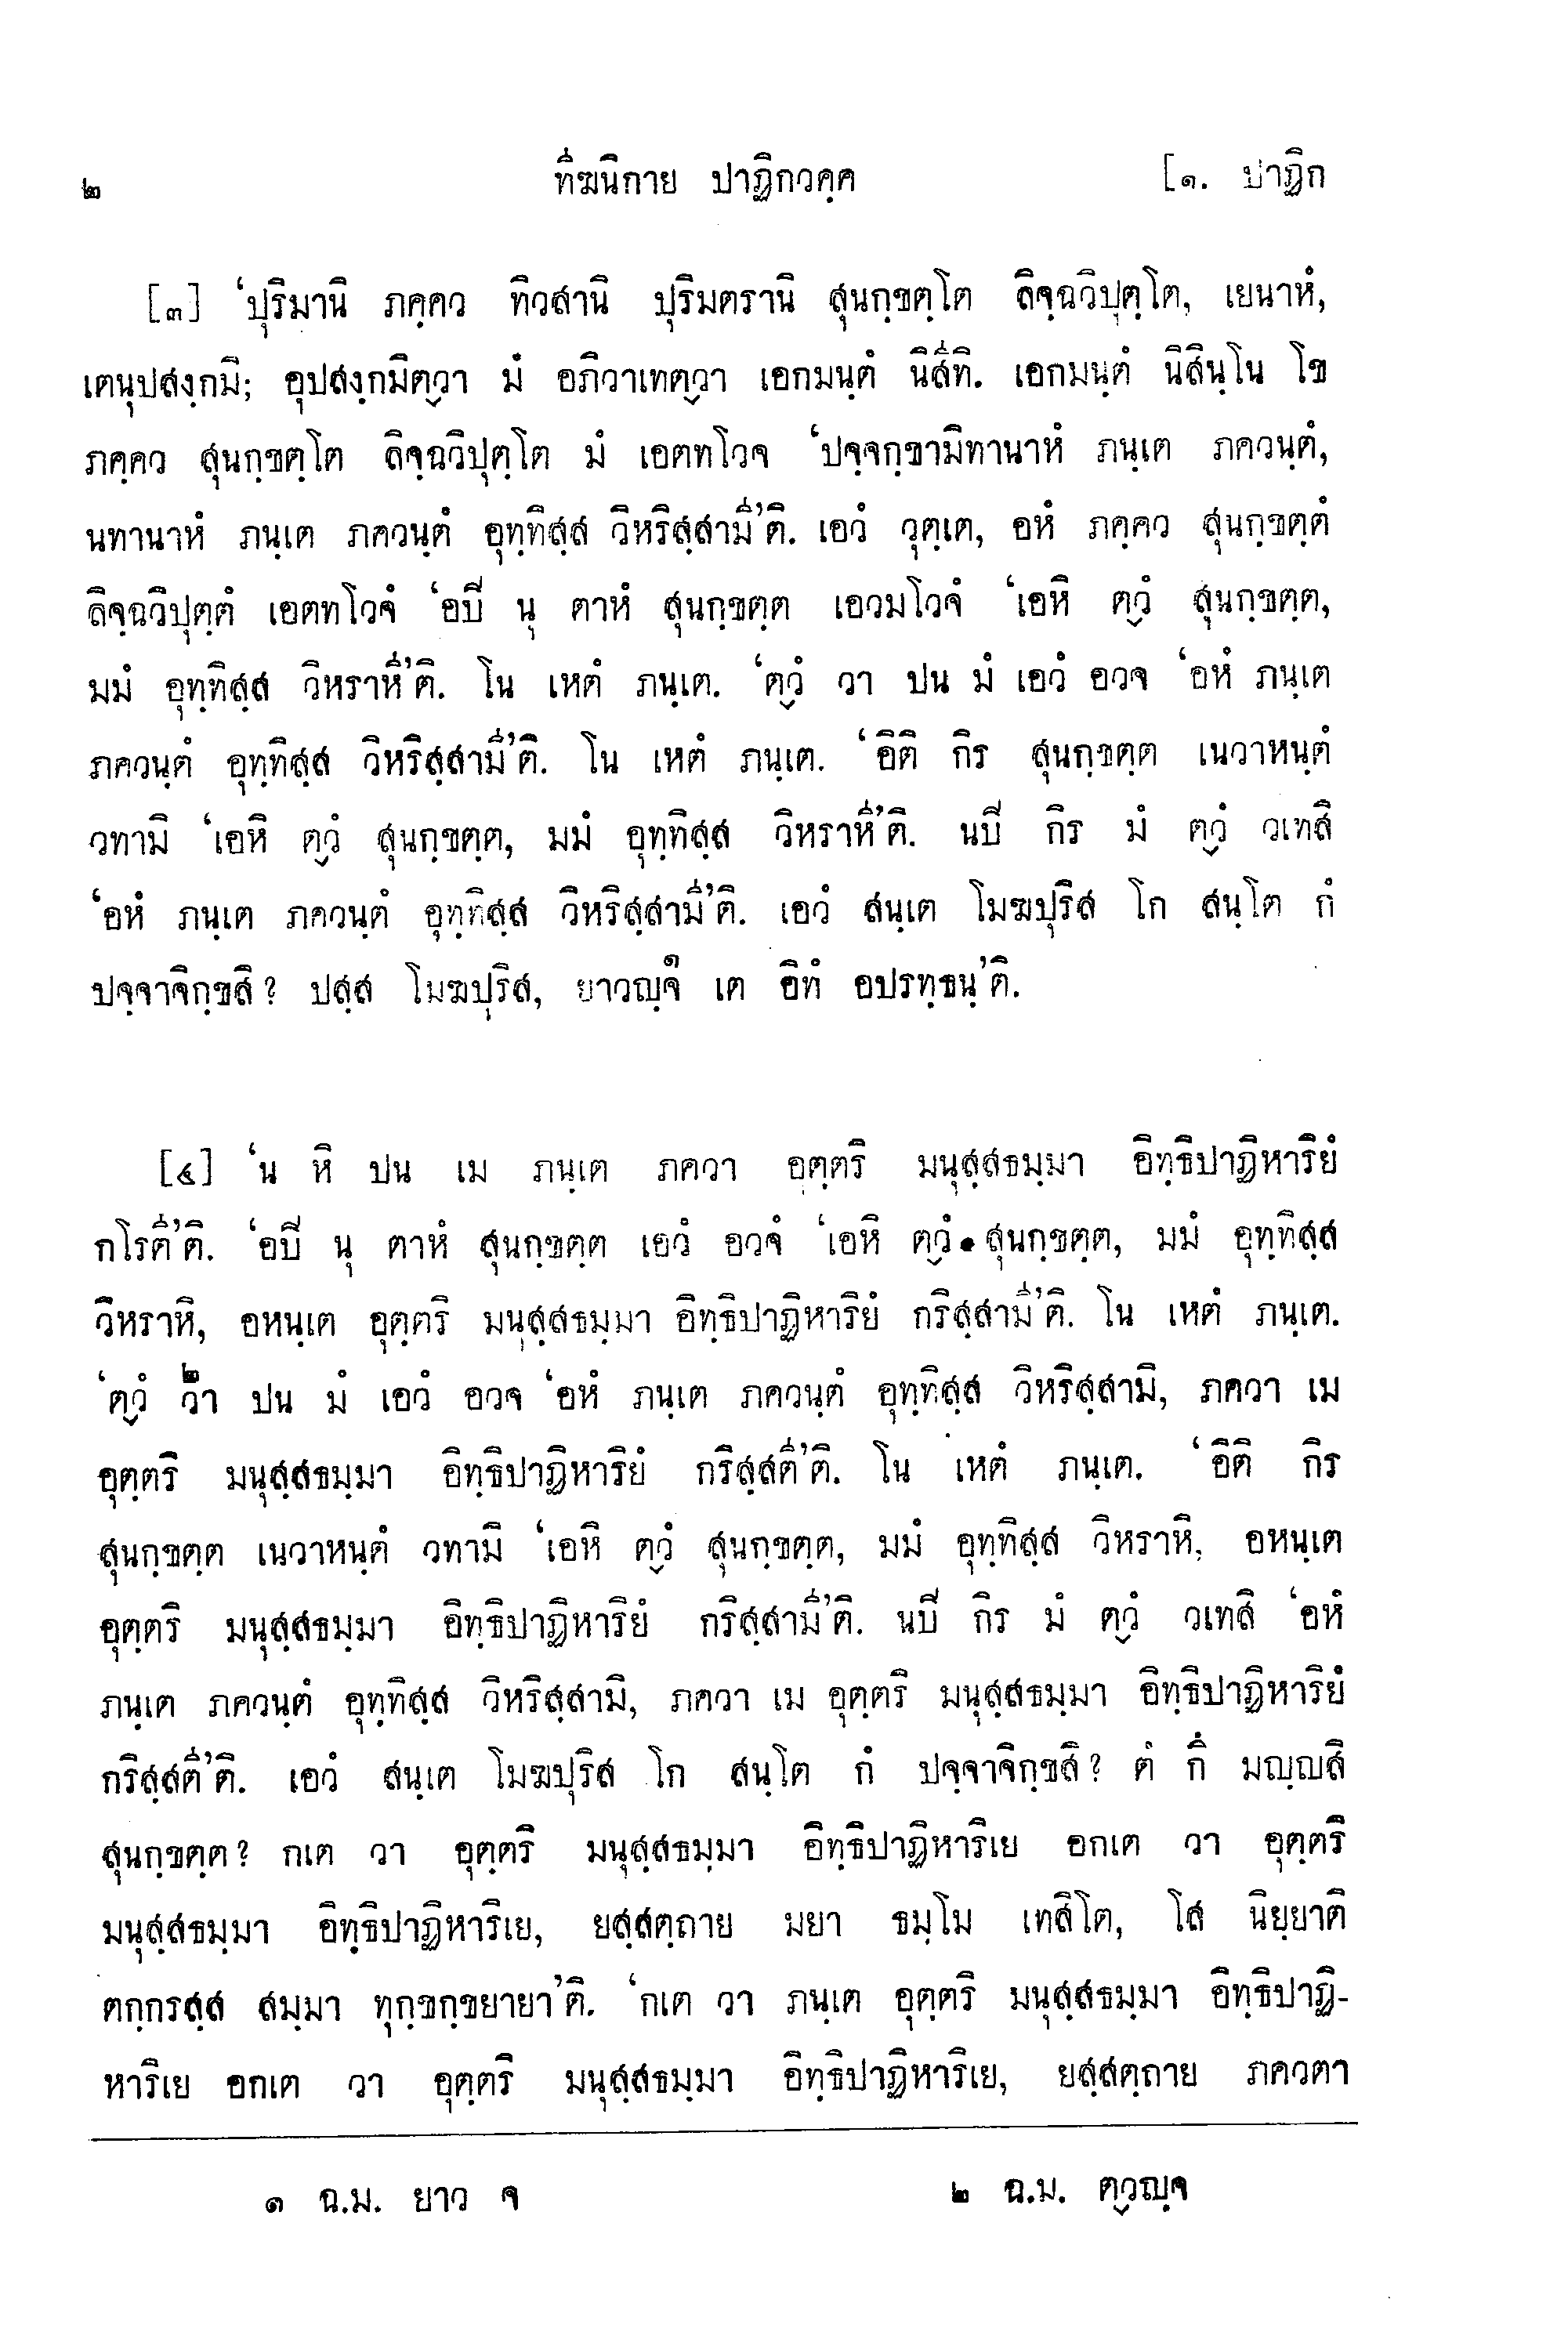 ๒ ทีฆนิกาย ปาฏิกวคฺค [๑. ปาฏิก
[๓] ‘ปุริมานิ ภคฺคว ทิวสานิ ปุริมตรานิ สุนกฺขตฺโต ลิจฺฉวิปุตฺโต, เยนาหํ,
เตนุปสงฺกมิ; อุปสงฺกมิตฺวา มํ อภิวาเทตฺวา เอกมนฺตํ นิสีทิ. เอกมนฺตํ นิสินฺโน โข
ภคฺคว สุนกฺขตฺโต ลิจฺฉวิปุตฺโต มํ เอตทโวจ ‘ปจฺจกฺขามิทานาหํ ภนฺเต ภควนฺตํ,
นทานาหํ ภนฺเต ภควนฺตํ อุทฺทิสฺส วิหริสฺสามี’ติ. เอวํ วุตฺเต, อหํ ภคฺคว สุนกฺขตฺตํ
ลิจฺฉวิปุตฺตํ เอตทโวจํ ‘อปิ นุ ตาหํ สุนกฺขตฺต เอวมโวจํ ‘เอหิ ตฺวํ สุนกฺขตฺต,
มมํ อุทฺทิสฺส วิหราหี’ติ. โน เหตํ ภนฺเต. ‘ตฺวํ วา ปน มํ เอวํ อวจ ‘อหํ ภนฺเต
ภควนฺตํ อุทฺทิสฺส วิหริสฺสามี’ติ. โน เหตํ ภนฺเต. ‘อิติ กิร สุนกฺขตฺต เนวาหนฺตํ
วทามิ ‘เอหิ ตฺวํ สุนกฺขตฺต, มมํ อุทฺทิสฺส วิหราหี’ติ. นปิ กิร มํ ตฺวํ วเทสิ
‘อหํ ภนฺเต ภควนฺตํ อุทฺทิสฺส วิหริสฺสามี’ติ. เอวํ สนฺเต โมฆปุริส โก สนฺโต กํ
ปจฺจาจิกฺขสิ? ปสฺส โมฆปุริส, ยาวญฺจิ๑ เต อิทํ อปรทฺธนฺ’ติ.
[๔] ‘น หิ ปน เม ภนฺเต ภควา อุตฺตริ มนุสฺสธมฺมา อิทฺธิปาฏิหาริยํ
กโรตี’ติ. ‘อปิ นุ ตาหํ สุนกฺขตฺต เอวํ อวจํ ‘เอหิ ตฺวํ สุนกฺขตฺต, มมํ อุทฺทิสฺส
วิหราหิ, อหนฺเต อุตฺตริ มนุสฺสธมฺมา อิทฺธิปาฏิหาริยํ กริสฺสามี’ติ. โน เหตํ ภนฺเต.
‘ตฺวํ วา๒ ปน มํ เอวํ อวจ ‘อหํ ภนฺเต ภควนฺตํ อุทฺทิสฺส วิหริสฺสามิ, ภควา เม
อุตฺตริ มนุสฺสธมฺมา อิทฺธิปาฏิหาริยํ กริสฺสตี’ติ. โน เหตํ ภนฺเต. ‘อิติ กิร
สุนกฺขตฺต เนวาหนฺตํ วทามิ ‘เอหิ ตฺวํ สุนกฺขตฺต, มมํ อุทฺทิสฺส วิหราหิ, อหนฺเต
อุตฺตริ มนุสฺสธมฺมา อิทฺธิปาฏิหาริยํ กริสฺสามี’ติ. นปิ กิร มํ ตฺวํ วเทสิ ‘อหํ
ภนฺเต ภควนฺตํ อุทฺทิสฺส วิหริสฺสามิ, ภควา เม อุตฺตริ มนุสฺสธมฺมา อิทฺธิปาฏิหาริยํ
กริสฺสตี’ติ. เอวํ สนฺเต โมฆปุริส โก สนฺโต กํ ปจฺจาจิกฺขสิ? ตํ กึ มญฺญสิ
สุนกฺขตฺต? กเต วา อุตฺตริ มนุสฺสธมฺมา อิทฺธิปาฏิหาริเย อกเต วา อุตฺตริ
มนุสฺสธมฺมา อิทฺธิปาฏิหาริเย, ยสฺสตฺถาย มยา ธมฺโม เทสิโต, โส นิยฺยาติ
ตกฺกรสฺส สมฺมา ทุกฺขกฺขยายา’ติ. ‘กเต วา ภนฺเต อุตฺตริ มนุสฺสธมฺมา อิทฺธิปาฏิ-
หาริเย อกเต วา อุตฺตริ มนุสฺสธมฺมา อิทฺธิปาฏิหาริเย, ยสฺสตฺถาย ภควตา
๑ ฉ.ม. ยาว จ ๒ ฉ.ม. ตฺวญฺจ